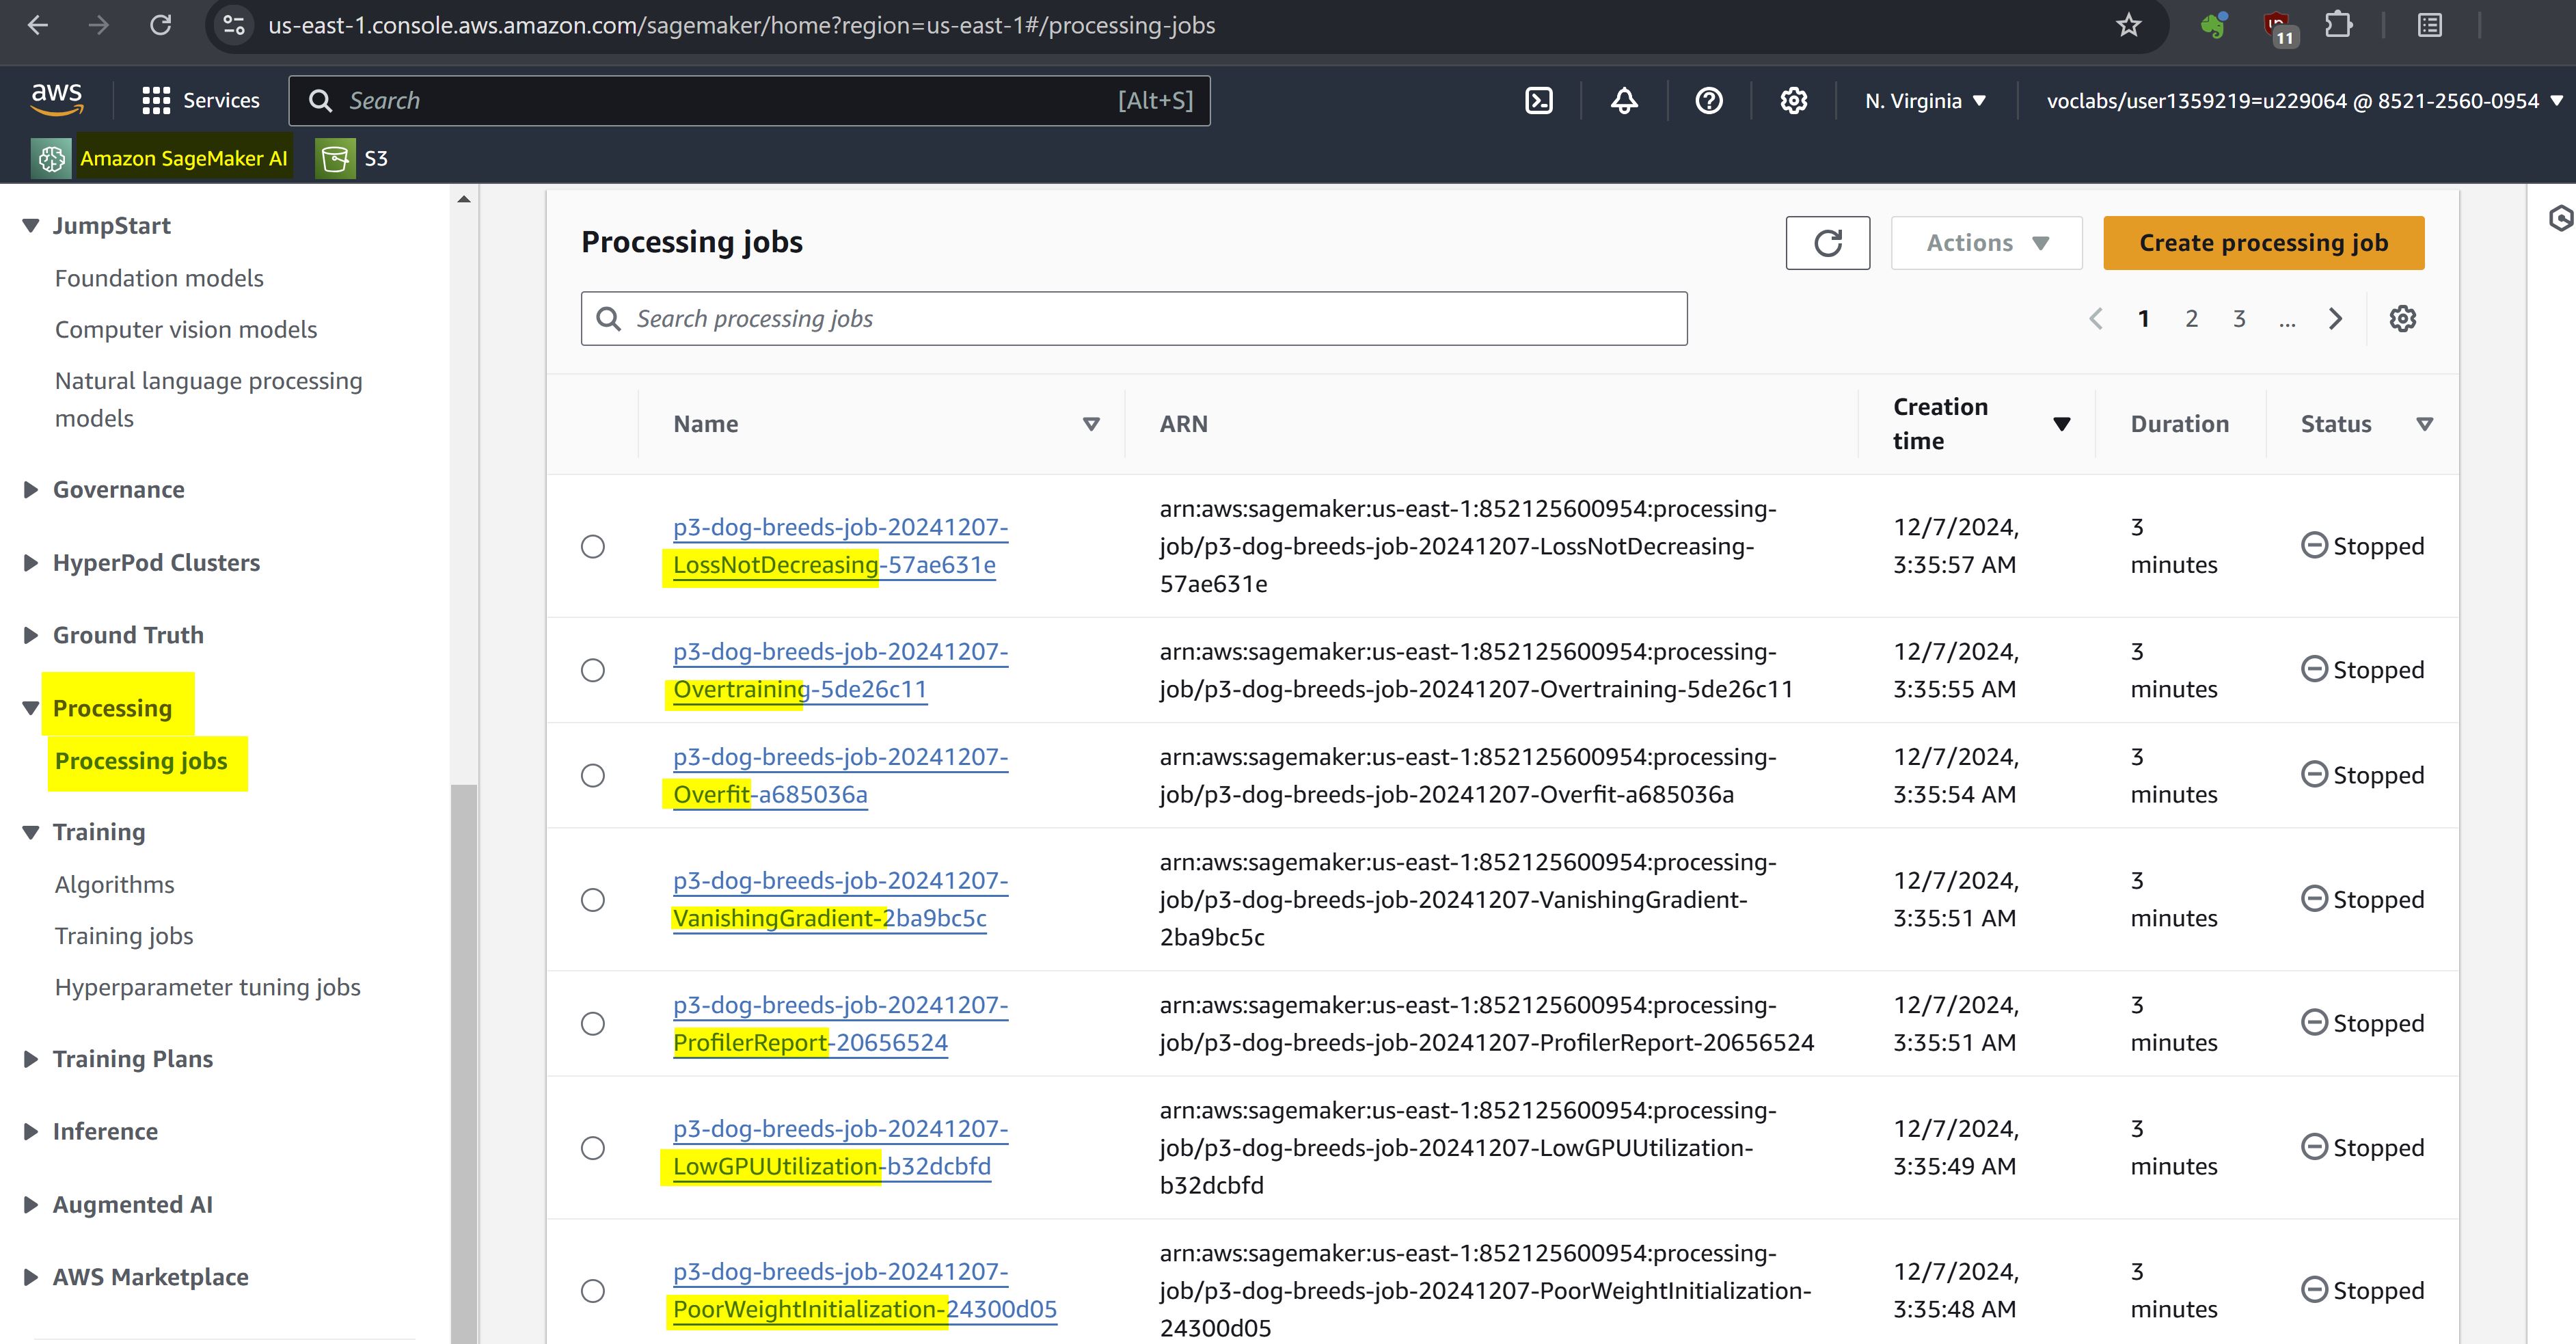 us-east-1.console.aws.amazon.com/sagemaker/home?region=us-east-1#/processing-jobs
11
aws
Services
Search
[Alt+S]
N. Virginia
voclabs/user1359219=u229064 @ 8521-2560-0954
Amazon SageMaker AI
S3
JumpStart
Foundation models
Computer vision models
Natural language processing
models
Governance
HyperPod Clusters
Ground Truth
Processing
Processing jobs
Training
Algorithms
Training jobs
Hyperparameter tuning jobs
Training Plans
Inference
Augmented AI
AWS Marketplace
Processing jobs
Actions
Create processing job
Search processing jobs
1 2 3 ...
Name
ARN
Creation
time
Duration
Status
p3-dog-breeds-job-20241207-
LossNotDecreasing-57ae631e
arn:aws:sagemaker:us-east-1:852125600954:processing-
job/p3-dog-breeds-job-20241207-LossNotDecreasing-
57ae631e
12/7/2024,
3:35:57 AM
3
minutes
Stopped
p3-dog-breeds-job-20241207-
Overtraining-5de26c11
arn:aws:sagemaker:us-east-1:852125600954:processing-
job/p3-dog-breeds-job-20241207-Overtraining-5de26c11
12/7/2024,
3:35:55 AM
3
minutes
Stopped
p3-dog-breeds-job-20241207-
Overfit-a685036a
arn:aws:sagemaker:us-east-1:852125600954:processing-
job/p3-dog-breeds-job-20241207-Overfit-a685036a
12/7/2024,
3:35:54 AM
3
minutes
Stopped
p3-dog-breeds-job-20241207-
VanishingGradient-2ba9bc5c
arn:aws:sagemaker:us-east-1:852125600954:processing-
job/p3-dog-breeds-job-20241207-VanishingGradient-
2ba9bc5c
12/7/2024,
3:35:51 AM
3
minutes
Stopped
p3-dog-breeds-job-20241207-
ProfilerReport-20656524
arn:aws:sagemaker:us-east-1:852125600954:processing-
job/p3-dog-breeds-job-20241207-ProfilerReport-20656524
12/7/2024,
3:35:51 AM
3
minutes
Stopped
p3-dog-breeds-job-20241207-
LowGPUUtilization-b32dcbfd
arn:aws:sagemaker:us-east-1:852125600954:processing-
job/p3-dog-breeds-job-20241207-LowGPUUtilization-
b32dcbfd
12/7/2024,
3:35:49 AM
3
minutes
Stopped
p3-dog-breeds-job-20241207-
PoorWeightInitialization-24300d05
arn:aws:sagemaker:us-east-1:852125600954:processing-
job/p3-dog-breeds-job-20241207-PoorWeightInitialization-
24300d05
12/7/2024,
3:35:48 AM
3
minutes
Stopped